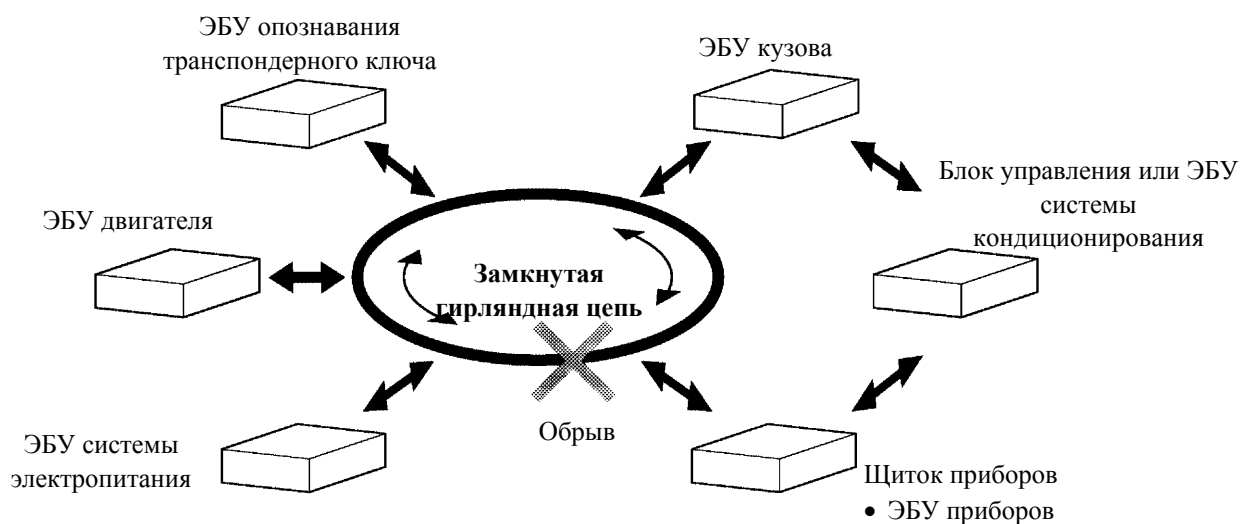 ЭБУ опознавания
транспондерного ключа
ЭБУ кузова
Блок управления или ЭБУ
системы
кондиционирования
ЭБУ двигателя
Замкнутая
гирляндная цепь
ЭБУ системы
электропитания
Обрыв
Щиток приборов
• ЭБУ приборов